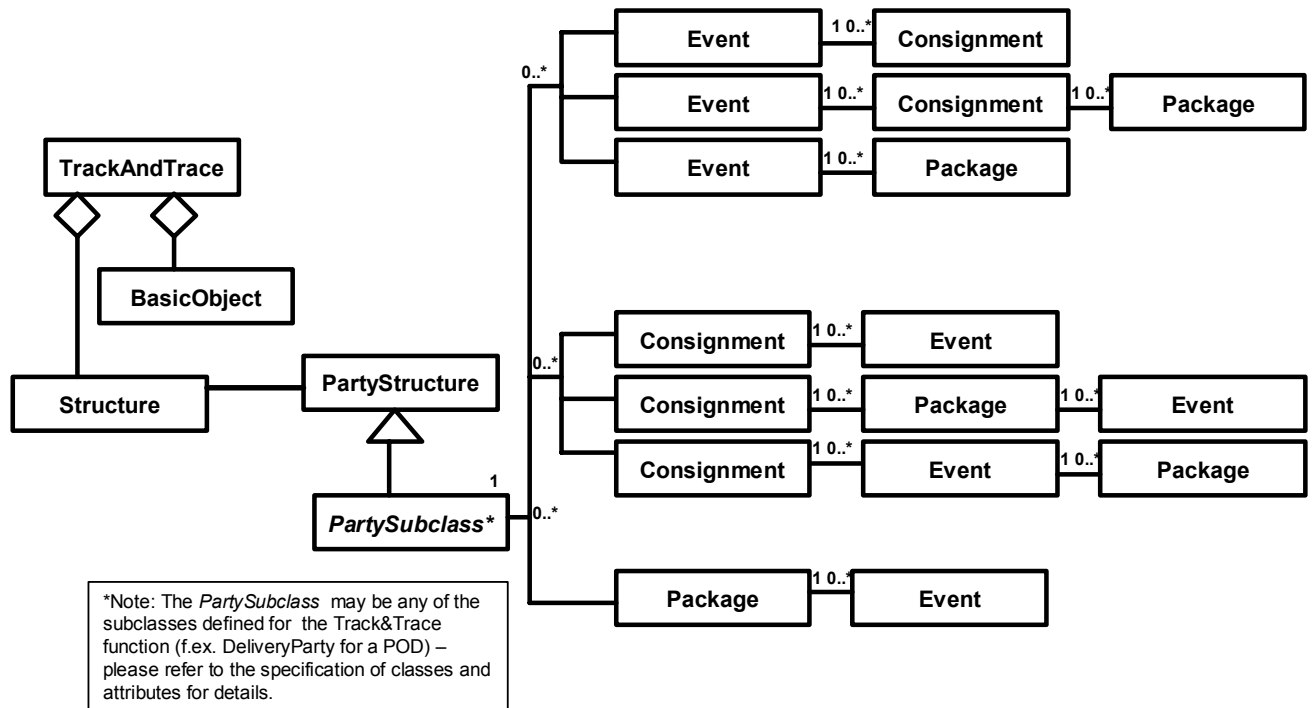 Event 1 0..* Consignment
0..*
Event 1 0..* Consignment 1 0..* Package
Event 1 0..* Package
TrackAndTrace
BasicObject
Structure
PartyStructure
1
PartySubclass*
0..*
Consignment 1 0..* Event
Consignment 1 0..* Package 1 0..* Event
Consignment 1 0..* Event 1 0..* Package
0..*
Package 1 0..* Event
*Note: The PartySubclass may be any of the
subclasses defined for the Track&Trace
function (f.ex. DeliveryParty for a POD) –
please refer to the specification of classes and
attributes for details.